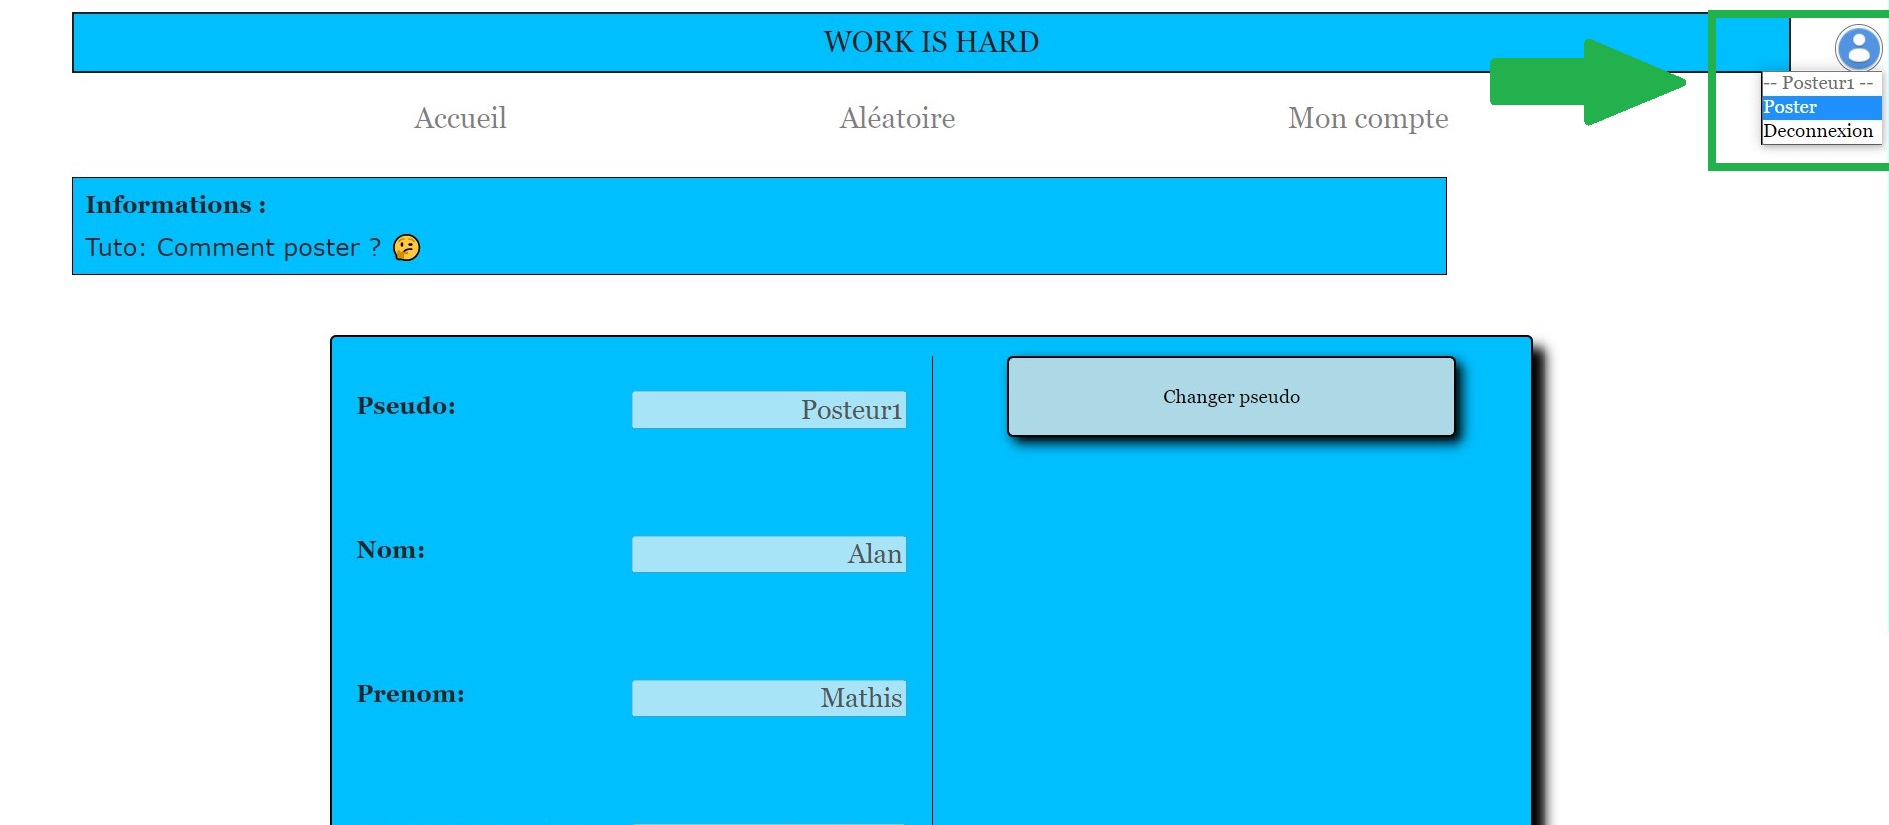 WORK IS HARD
-- Posteur1 --
Poster
Deconnexion
Accueil
Aléatoire
Mon compte
Informations :
Tuto: Comment poster ? 🤔
Pseudo:
Posteur1
Changer pseudo
Nom:
Alan
Prenom:
Mathis